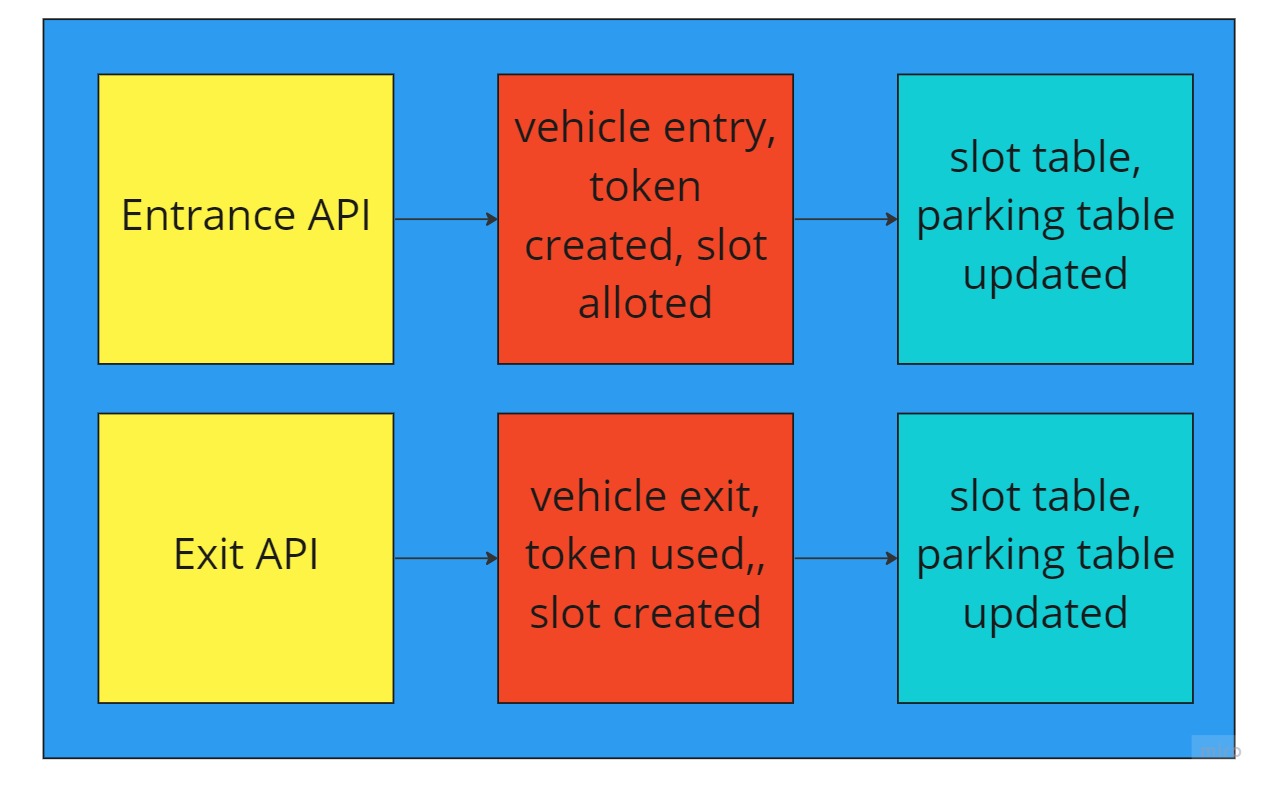 Entrance API
vehicle entry,
token
created, slot
alloted
slot table,
parking table
updated
Exit API
vehicle exit,
token used,,
slot created
slot table,
parking table
updated